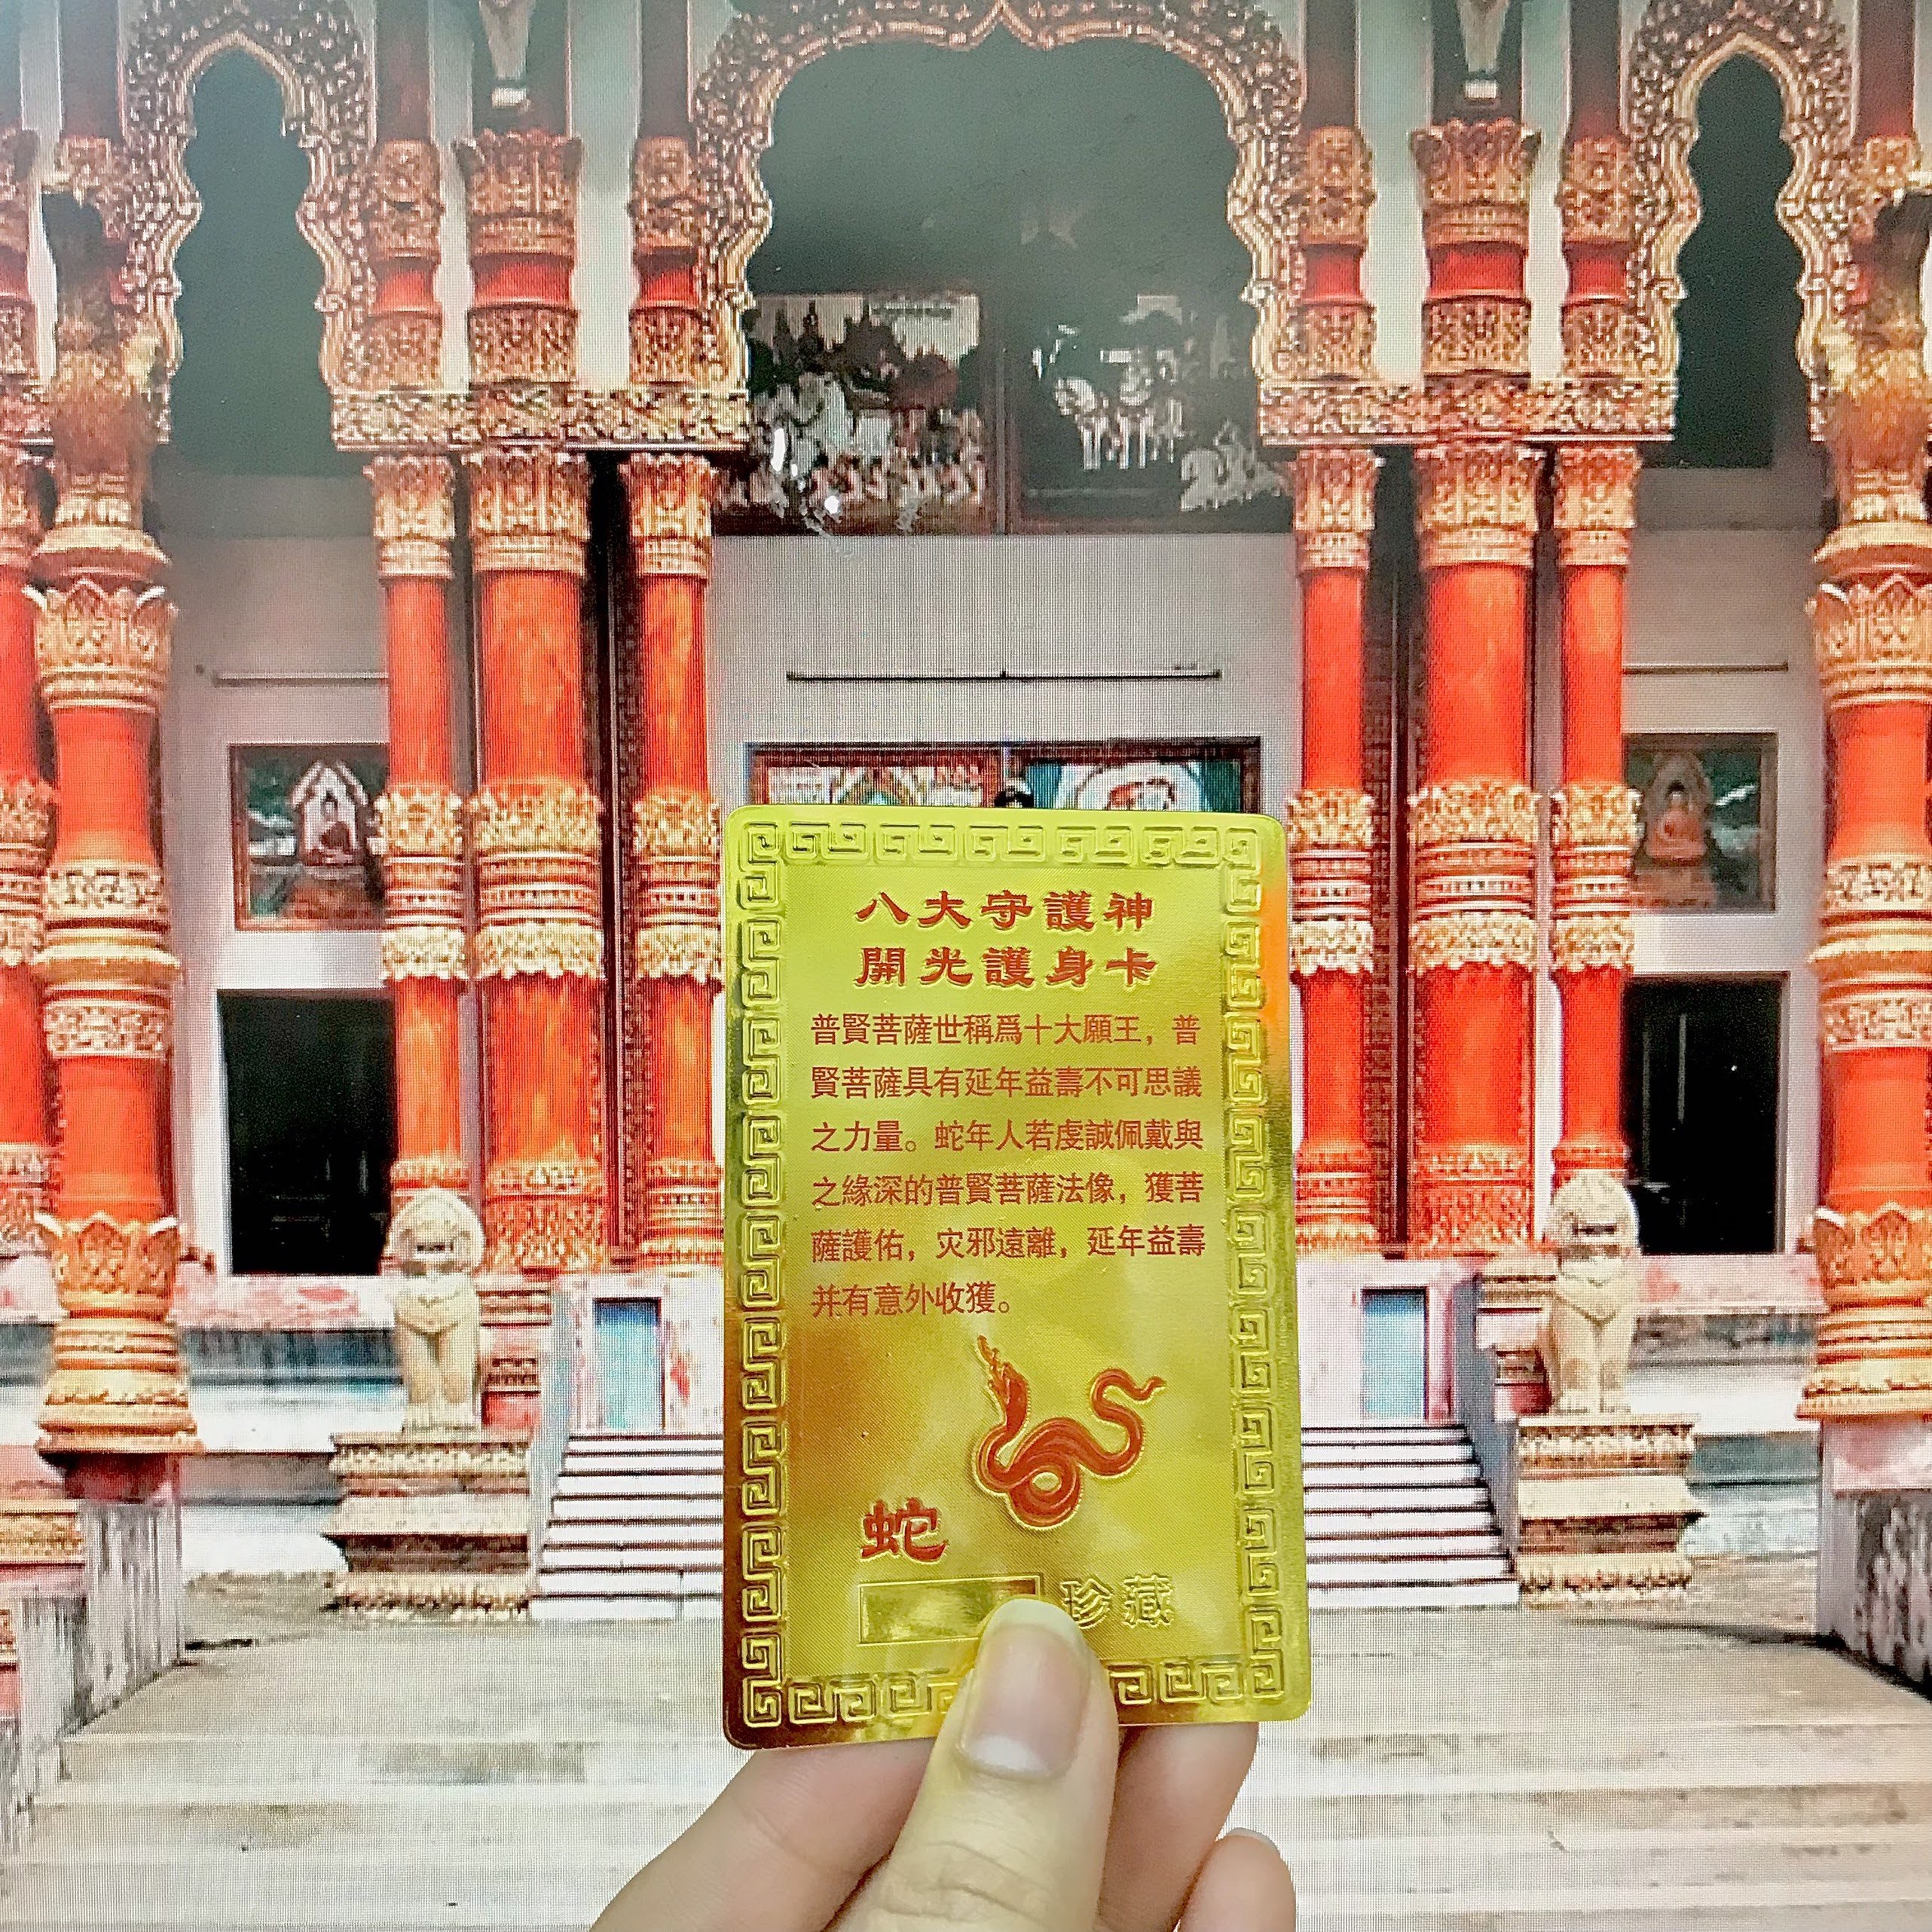 八大守護神
開光護身卡
普賢菩薩世稱爲十大願王，普
賢菩薩具有延年益壽不可思議
之力量。蛇年人若虔誠佩戴與
之緣深的普賢菩薩法像，獲菩
薩護佑，灾邪遠離，延年益壽
并有意外收獲。
蛇
珍藏